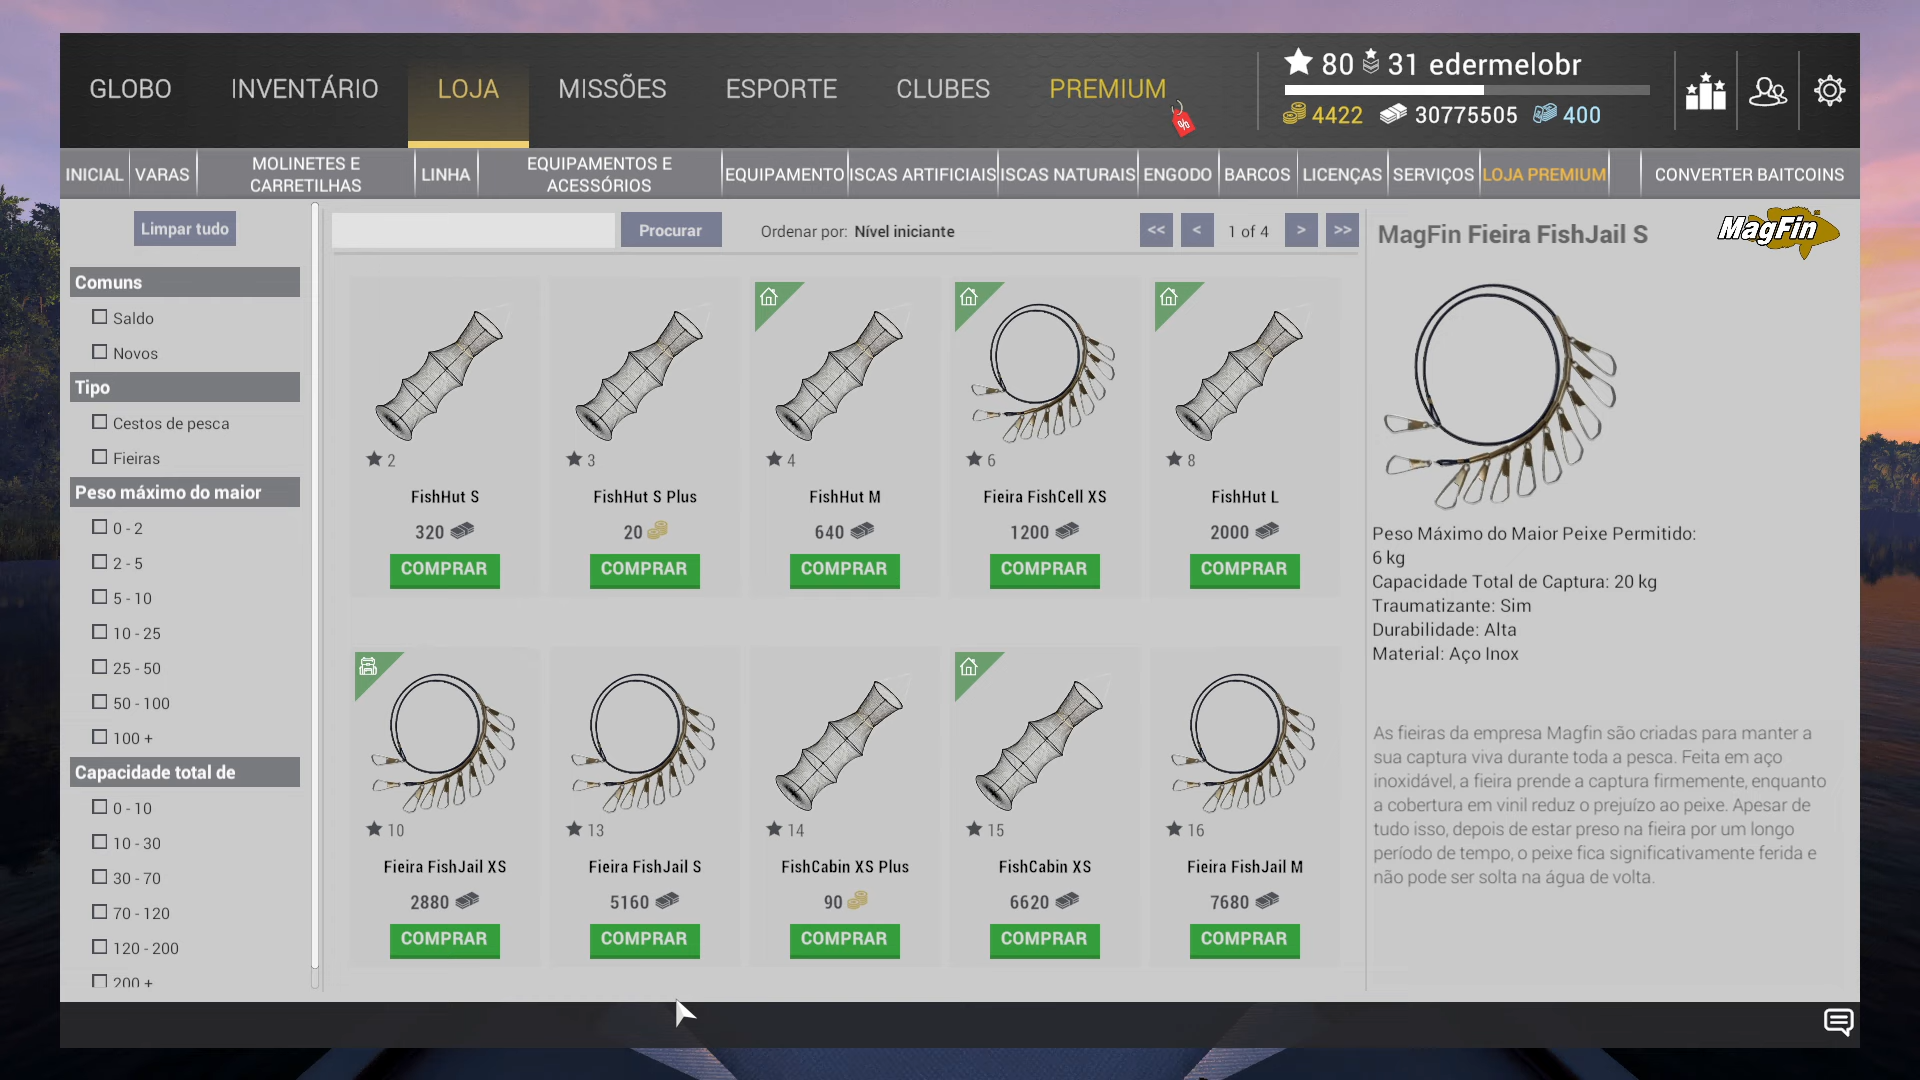 GLOBO
INVENTÁRIO
LOJA
MISSÕES
ESPORTE
CLUBES
PREMIUM
%
80 31 edermelobr
4422 30775505 400
INICIAL
VARAS
MOLINETES E
CARRETILHAS
LINHA
EQUIPAMENTOS E
ACESSÓRIOS
EQUIPAMENTO
ISCAS ARTIFICIAIS
ISCAS NATURAIS
ENGODO
BARCOS
LICENÇAS
SERVIÇOS
LOJA PREMIUM
CONVERTER BAITCOINS
Limpar tudo
Comuns
Saldo
Novos
Tipo
Cestos de pesca
Fieiras
Peso máximo do maior
0 - 2
2 - 5
5 - 10
10 - 25
25 - 50
50 - 100
100 +
Capacidade total de
0 - 10
10 - 30
30 - 70
70 - 120
120 - 200
200 +
Procurar
Ordenar por: Nível iniciante
<< < 1 of 4 > >>
2 3 4 6 8
FishHut S FishHut S Plus FishHut M Fieira FishCell XS FishHut L
320 20 640 1200 2000
COMPRAR COMPRAR COMPRAR COMPRAR COMPRAR
10 13 14 15 16
Fieira FishJail XS Fieira FishJail S FishCabin XS Plus FishCabin XS Fieira FishJail M
2880 5160 90 6620 7680
COMPRAR COMPRAR COMPRAR COMPRAR COMPRAR
MagFin Fieira FishJail S
MagFin
Peso Máximo do Maior Peixe Permitido:
6 kg
Capacidade Total de Captura: 20 kg
Traumatizante: Sim
Durabilidade: Alta
Material: Aço Inox
As fieiras da empresa Magfin são criadas para manter a
sua captura viva durante toda a pesca. Feita em aço
inoxidável, a fieira prende a captura firmemente, enquanto
a cobertura em vinil reduz o prejuízo ao peixe. Apesar de
tudo isso, depois de estar preso na fieira por um longo
período de tempo, o peixe fica significativamente ferida e
não pode ser solta na água de volta.